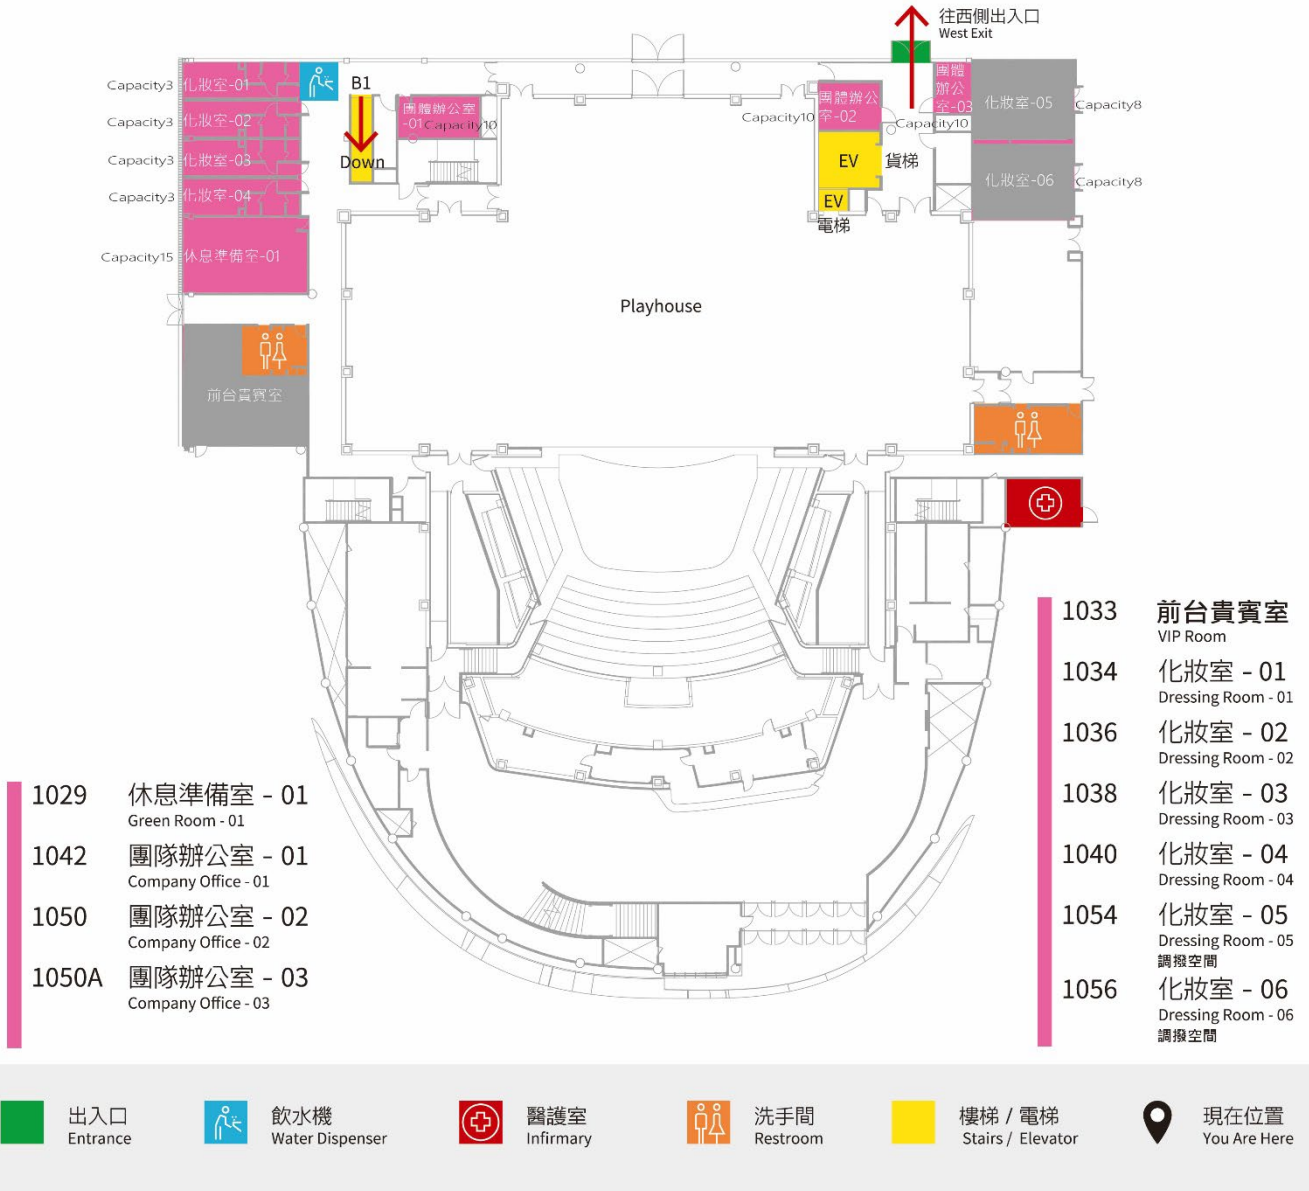 往西側出入口
West Exit
Capacity3
化妝室-01
B1
團體辦公室
-01
Capacity10
團體辦公
室-02
Capacity10
團體
辦公
室-03
Capacity10
化妝室-05
Capacity8
Capacity3
化妝室-02
Capacity3
化妝室-03
Down
EV
貨梯
化妝室-06
Capacity8
Capacity3
化妝室-04
EV
電梯
Capacity15
休息準備室-01
Playhouse
前台貴賓室
1029
休息準備室 - 01
Green Room - 01
1042
團隊辦公室 - 01
Company Office - 01
1050
團隊辦公室 - 02
Company Office - 02
1050A
團隊辦公室 - 03
Company Office - 03
1033
前台貴賓室
VIP Room
1034
化妝室 - 01
Dressing Room - 01
1036
化妝室 - 02
Dressing Room - 02
1038
化妝室 - 03
Dressing Room - 03
1040
化妝室 - 04
Dressing Room - 04
1054
化妝室 - 05
Dressing Room - 05
調撥空間
1056
化妝室 - 06
Dressing Room - 06
調撥空間
出入口
Entrance
飲水機
Water Dispenser
醫護室
Infirmary
洗手間
Restroom
樓梯 / 電梯
Stairs / Elevator
現在位置
You Are Here